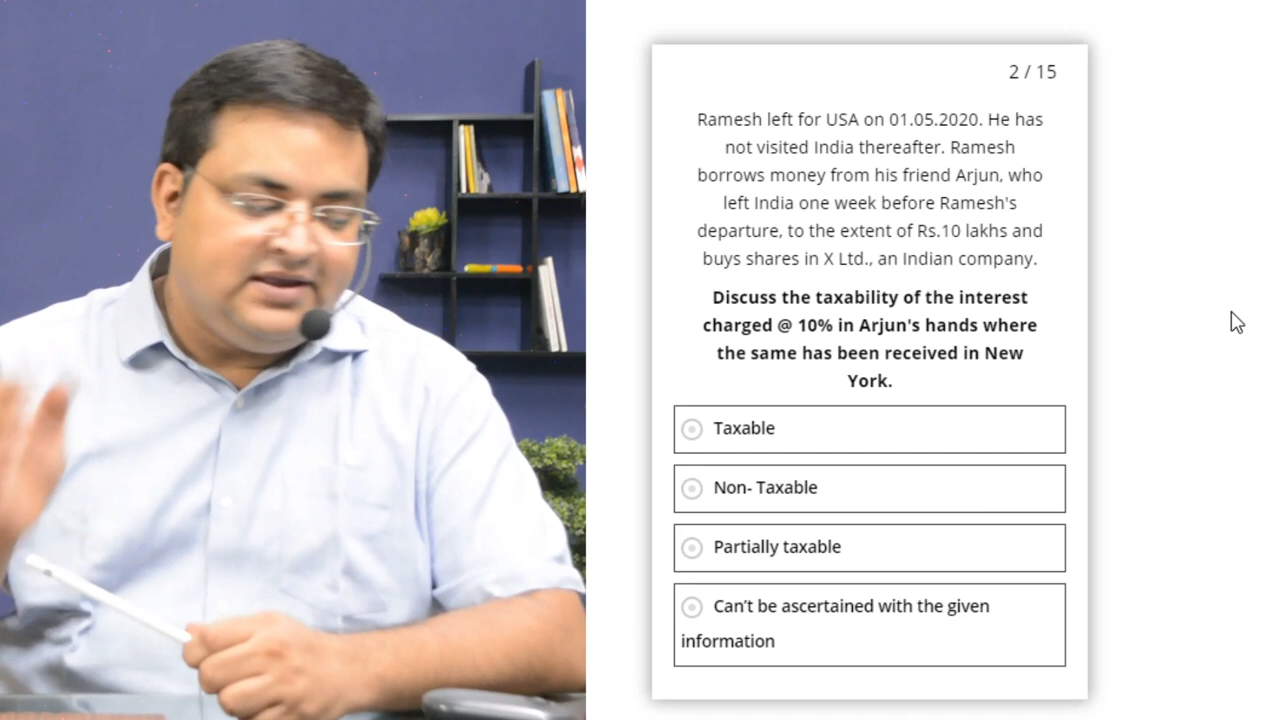 2 / 15
Ramesh left for USA on 01.05.2020. He has
not visited India thereafter. Ramesh
borrows money from his friend Arjun, who
left India one week before Ramesh's
departure, to the extent of Rs.10 lakhs and
buys shares in X Ltd., an Indian company.
Discuss the taxability of the interest
charged @ 10% in Arjun's hands where
the same has been received in New
York.
Taxable
Non- Taxable
Partially taxable
Can’t be ascertained with the given
information